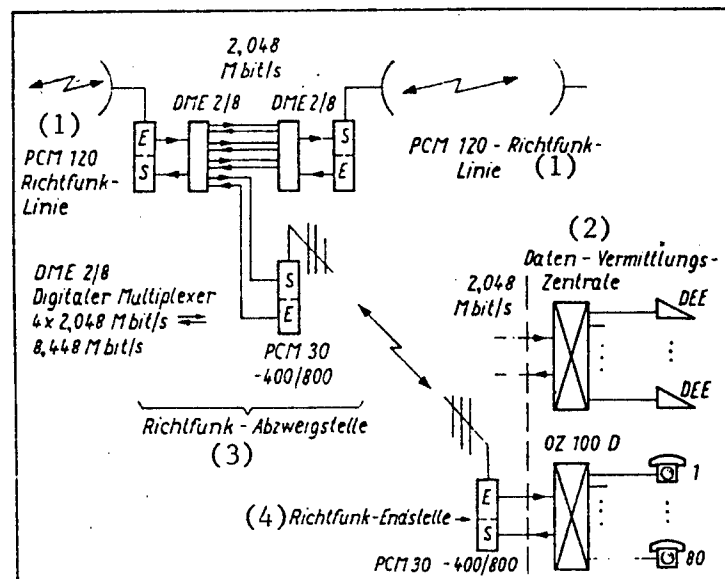 2,048
Mbit/s
DME 2/8
DME 2/8
(1)
E
S
S
E
PCM 120
Richtfunk-
Linie
PCM 120 - Richtfunk-
Linie (1)
(2)
Daten - Vermittlungs-
Zentrale
2,048
Mbit/s
DEE
DEE
DME 2/8
Digitaler Multiplexer
4 x 2,048 Mbit/s
8,448 Mbit/s
S
E
PCM 30
-400/800
Richtfunk - Abzweigstelle
(3)
OZ 100 D
1
80
(4) Richtfunk-Endstelle
E
S
PCM 30 -400/800